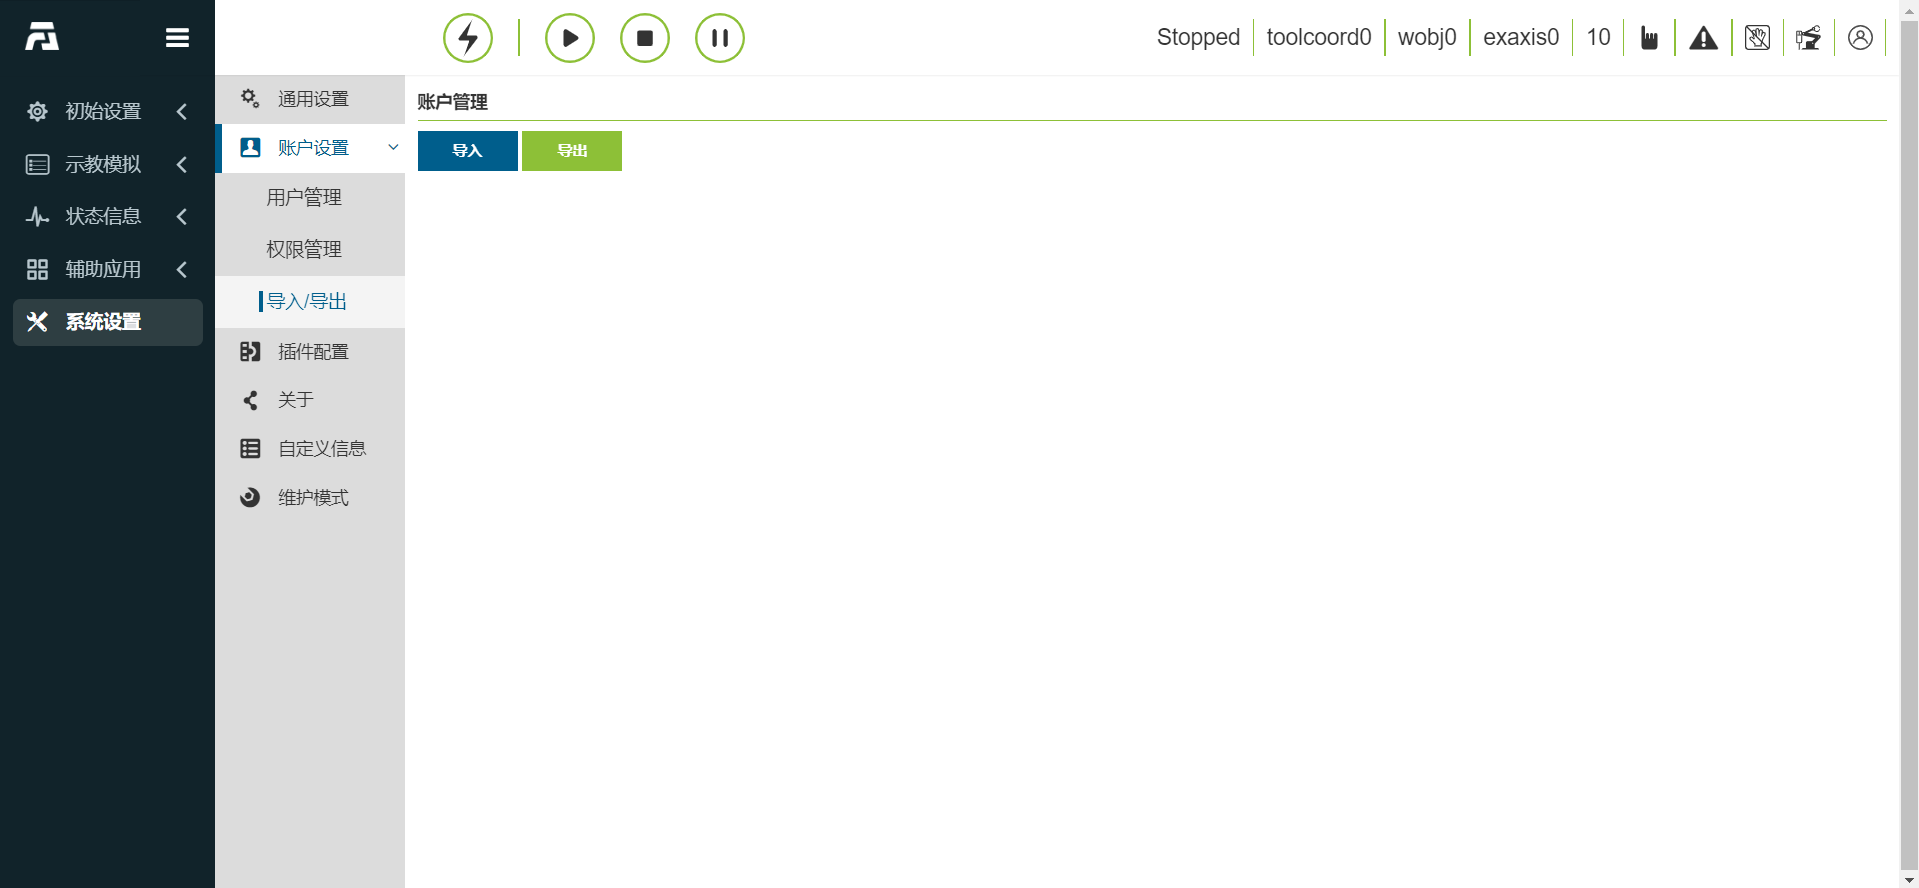 Stopped toolcoord0 wobj0 exaxis0 10
初始设置
示教模拟
状态信息
辅助应用
系统设置
通用设置
账户设置
用户管理
权限管理
导入/导出
插件配置
关于
自定义信息
维护模式
账户管理
导入 导出